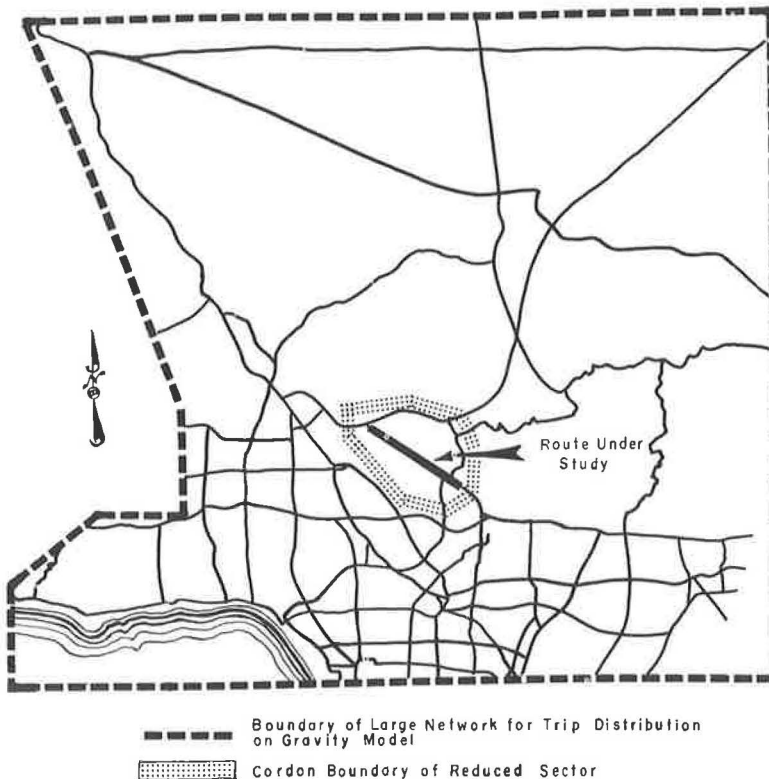 Route Under
Study
Boundary of Large Network for Trip Distribution
on Gravity Model
Cordon Boundary of Reduced Sector